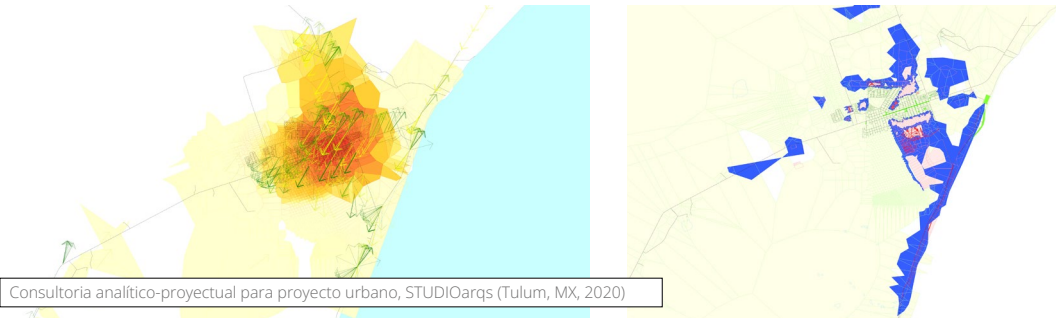 Consultoria analítico-proyectual para proyecto urbano, STUDIOarqs (Tulum, MX, 2020)